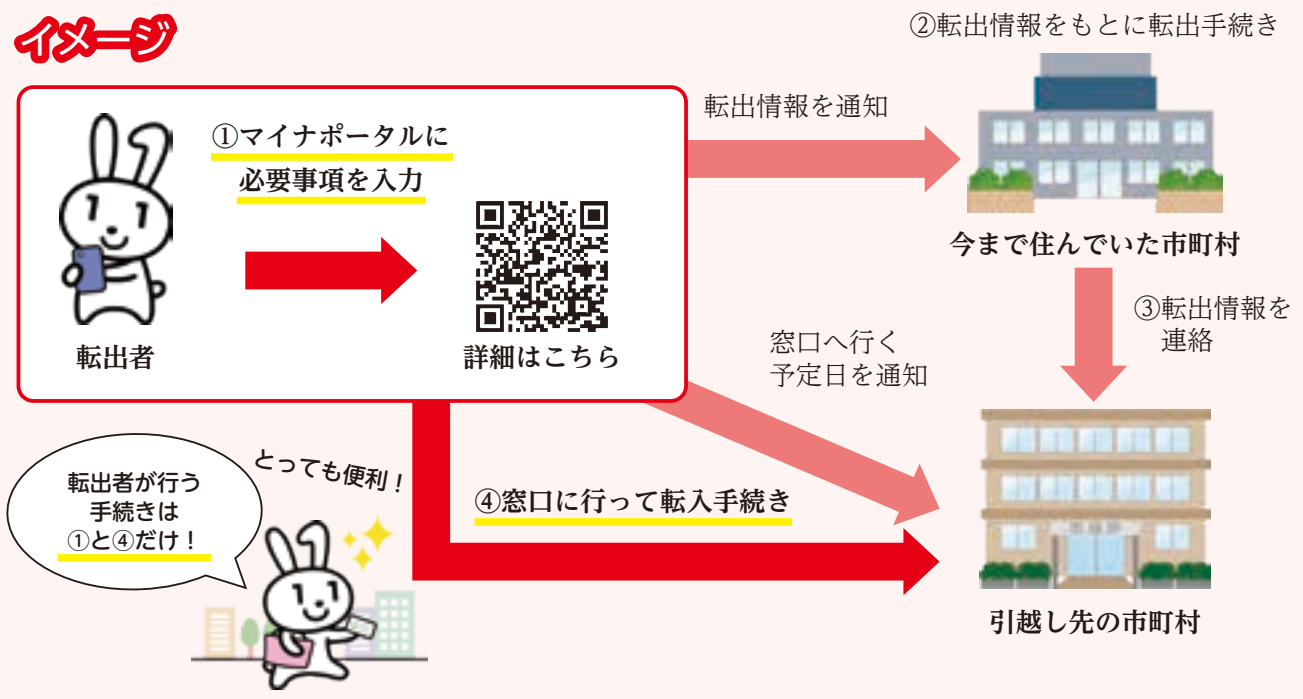 イメージ
②転出情報をもとに転出手続き
①マイナポータルに
必要事項を入力
転出者
詳細はこちら
転出情報を通知
今まで住んでいた市町村
③転出情報を
連絡
窓口へ行く
予定日を通知
④窓口に行って転入手続き
引越し先の市町村
転出者が行う
手続きは
①と④だけ！
とっても便利！